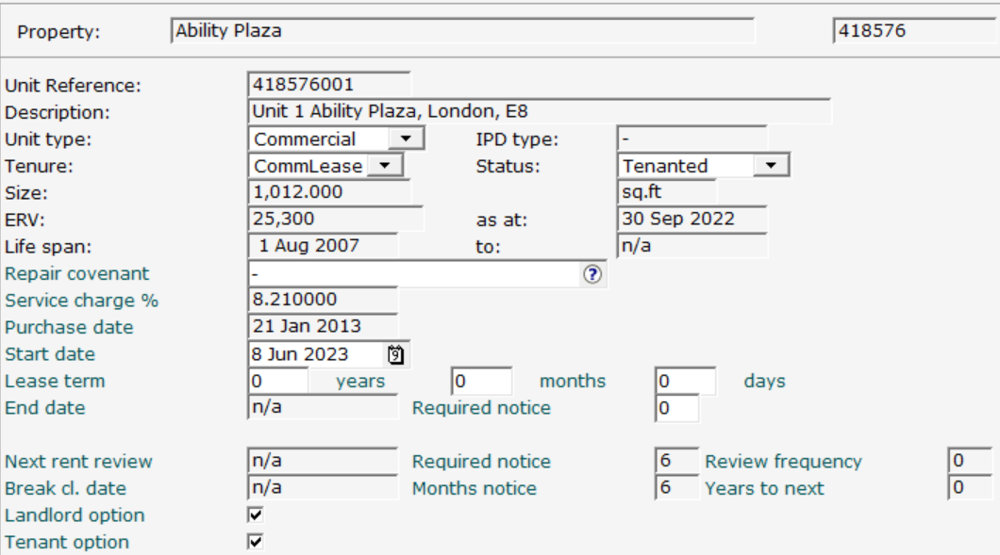 Property: Ability Plaza 418576
Unit Reference: 418576001
Description: Unit 1 Ability Plaza, London, E8
Unit type: Commercial IPD type: -
Tenure: CommLease Status: Tenanted
Size: 1,012.000 sq.ft
ERV: 25,300 as at: 30 Sep 2022
Life span: 1 Aug 2007 to: n/a
Repair covenant - ?
Service charge % 8.210000
Purchase date 21 Jan 2013
Start date 8 Jun 2023 9
Lease term 0 years 0 months 0 days
End date n/a Required notice 0
Next rent review n/a Required notice 6 Review frequency 0
Break cl. date n/a Months notice 6 Years to next 0
Landlord option
Tenant option